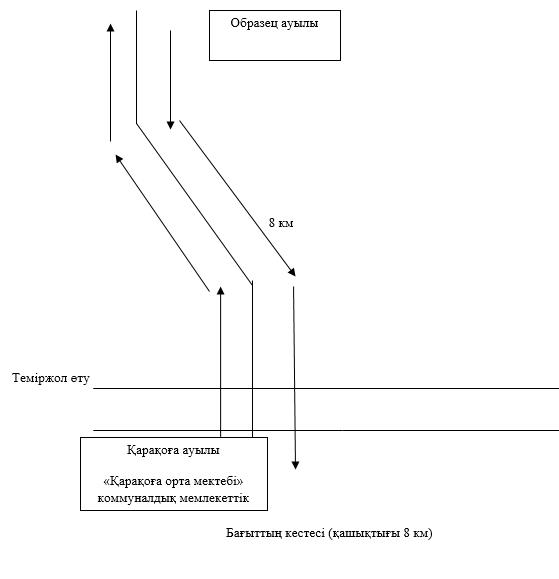 Образец ауылы
8 км
Теміржол өту
Қарақоға ауылы
«Қарақоға орта мектебі»
коммуналдық мемлекеттік
Бағыттың кестесі (қашықтығы 8 км)